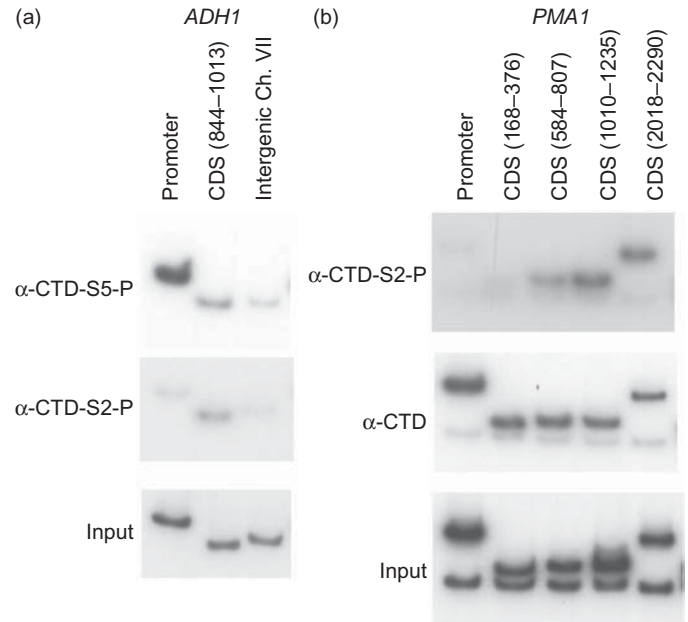 (a)
ADH1
Promoter
CDS (844–1013)
Intergenic Ch. VII
α-CTD-S5-P
α-CTD-S2-P
Input
(b)
PMA1
Promoter
CDS (168–376)
CDS (584–807)
CDS (1010–1235)
CDS (2018–2290)
α-CTD-S2-P
α-CTD
Input